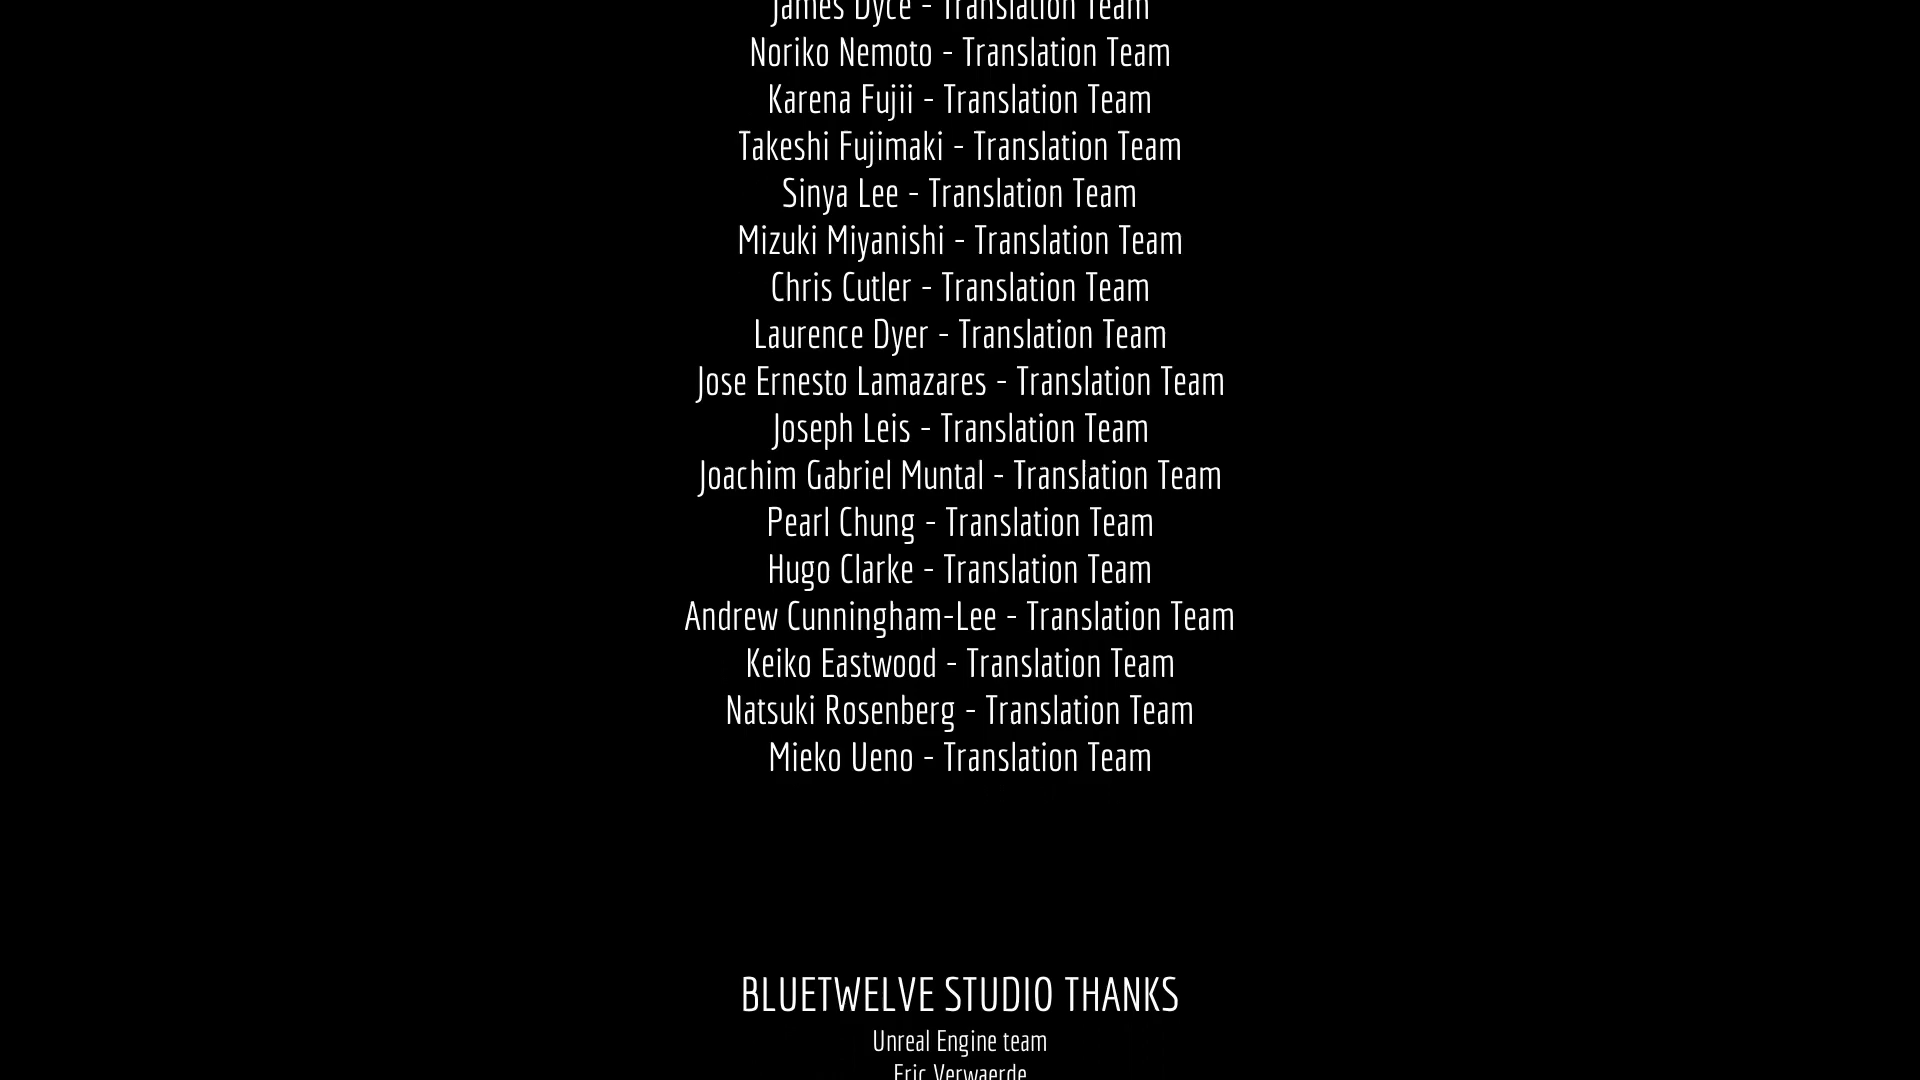 James Dyce - Translation Team
Noriko Nemoto - Translation Team
Karena Fujii - Translation Team
Takeshi Fujimaki - Translation Team
Sinya Lee - Translation Team
Mizuki Miyanishi - Translation Team
Chris Cutler - Translation Team
Laurence Dyer - Translation Team
Jose Ernesto Lamazares - Translation Team
Joseph Leis - Translation Team
Joachim Gabriel Muntal - Translation Team
Pearl Chung - Translation Team
Hugo Clarke - Translation Team
Andrew Cunningham-Lee - Translation Team
Keiko Eastwood - Translation Team
Natsuki Rosenberg - Translation Team
Mieko Ueno - Translation Team
BLUETWELVE STUDIO THANKS
Unreal Engine team
Eric Verwaerde